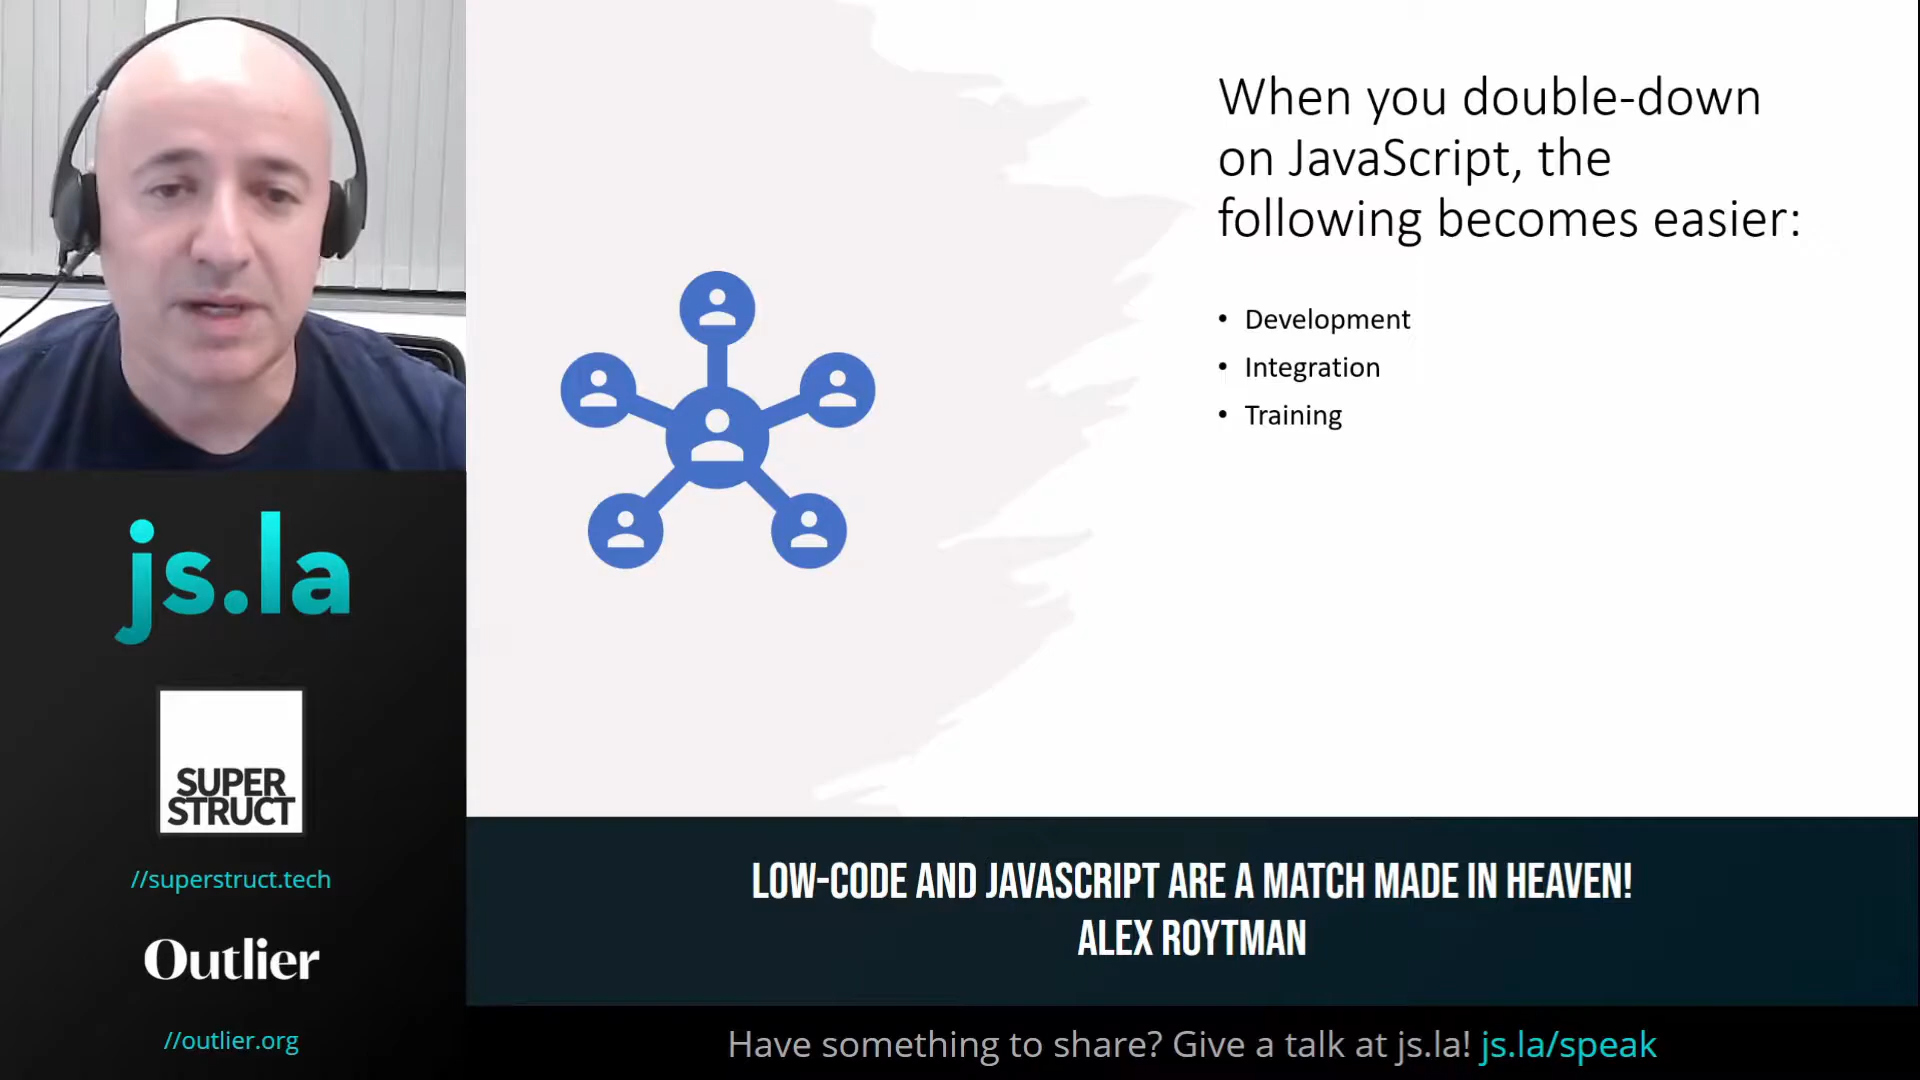 When you double-down
on JavaScript, the
following becomes easier:
• Development
• Integration
• Training
js.la
SUPER
STRUCT
//superstruct.tech
Outlier
//outlier.org
LOW-CODE AND JAVASCRIPT ARE A MATCH MADE IN HEAVEN!
ALEX ROYTMAN
Have something to share? Give a talk at js.la! js.la/speak